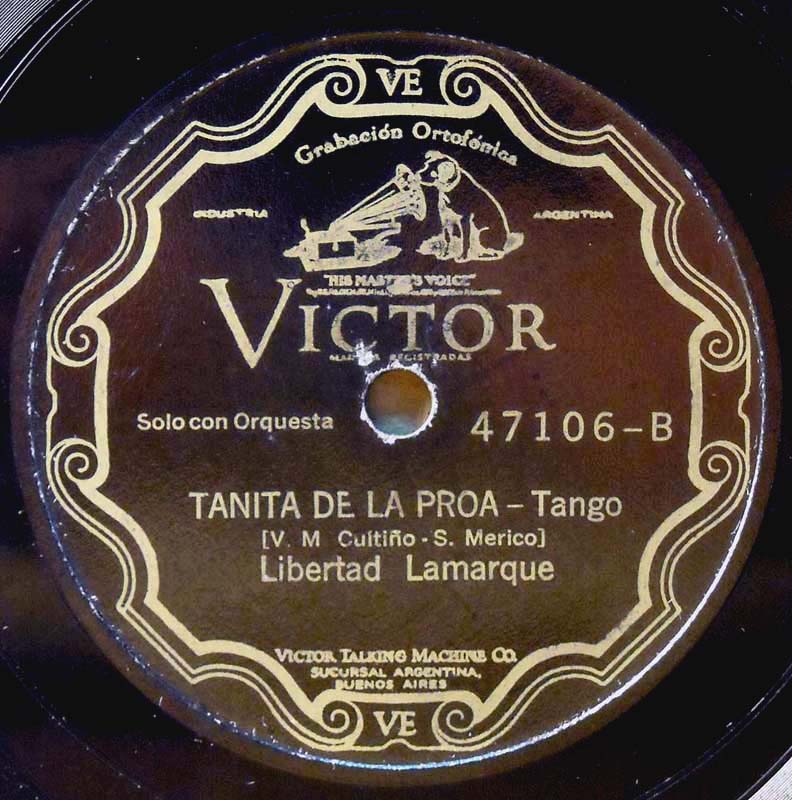 VE
Grabación Ortofónica
INDUSTRIA ARGENTINA
"HIS MASTER'S VOICE"
VICTOR
MARCAS REGISTRADAS
Solo con Orquesta 47106-B
TANITA DE LA PROA – Tango
[V. M Cultiño - S. Merico]
Libertad Lamarque
VICTOR TALKING MACHINE CO.
SUCURSAL ARGENTINA,
BUENOS AIRES
VE